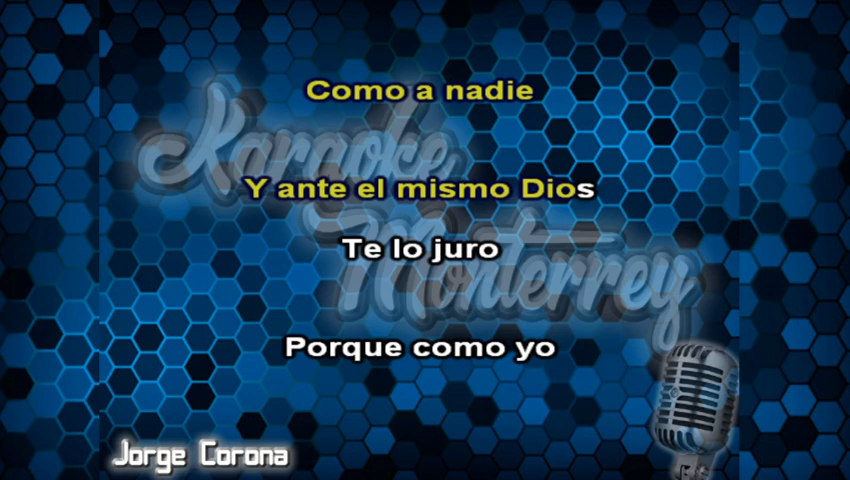 Como a nadie
Karaoke
Y ante el mismo Dios
Te lo juro
Monterrey
Porque como yo
Jorge Corona